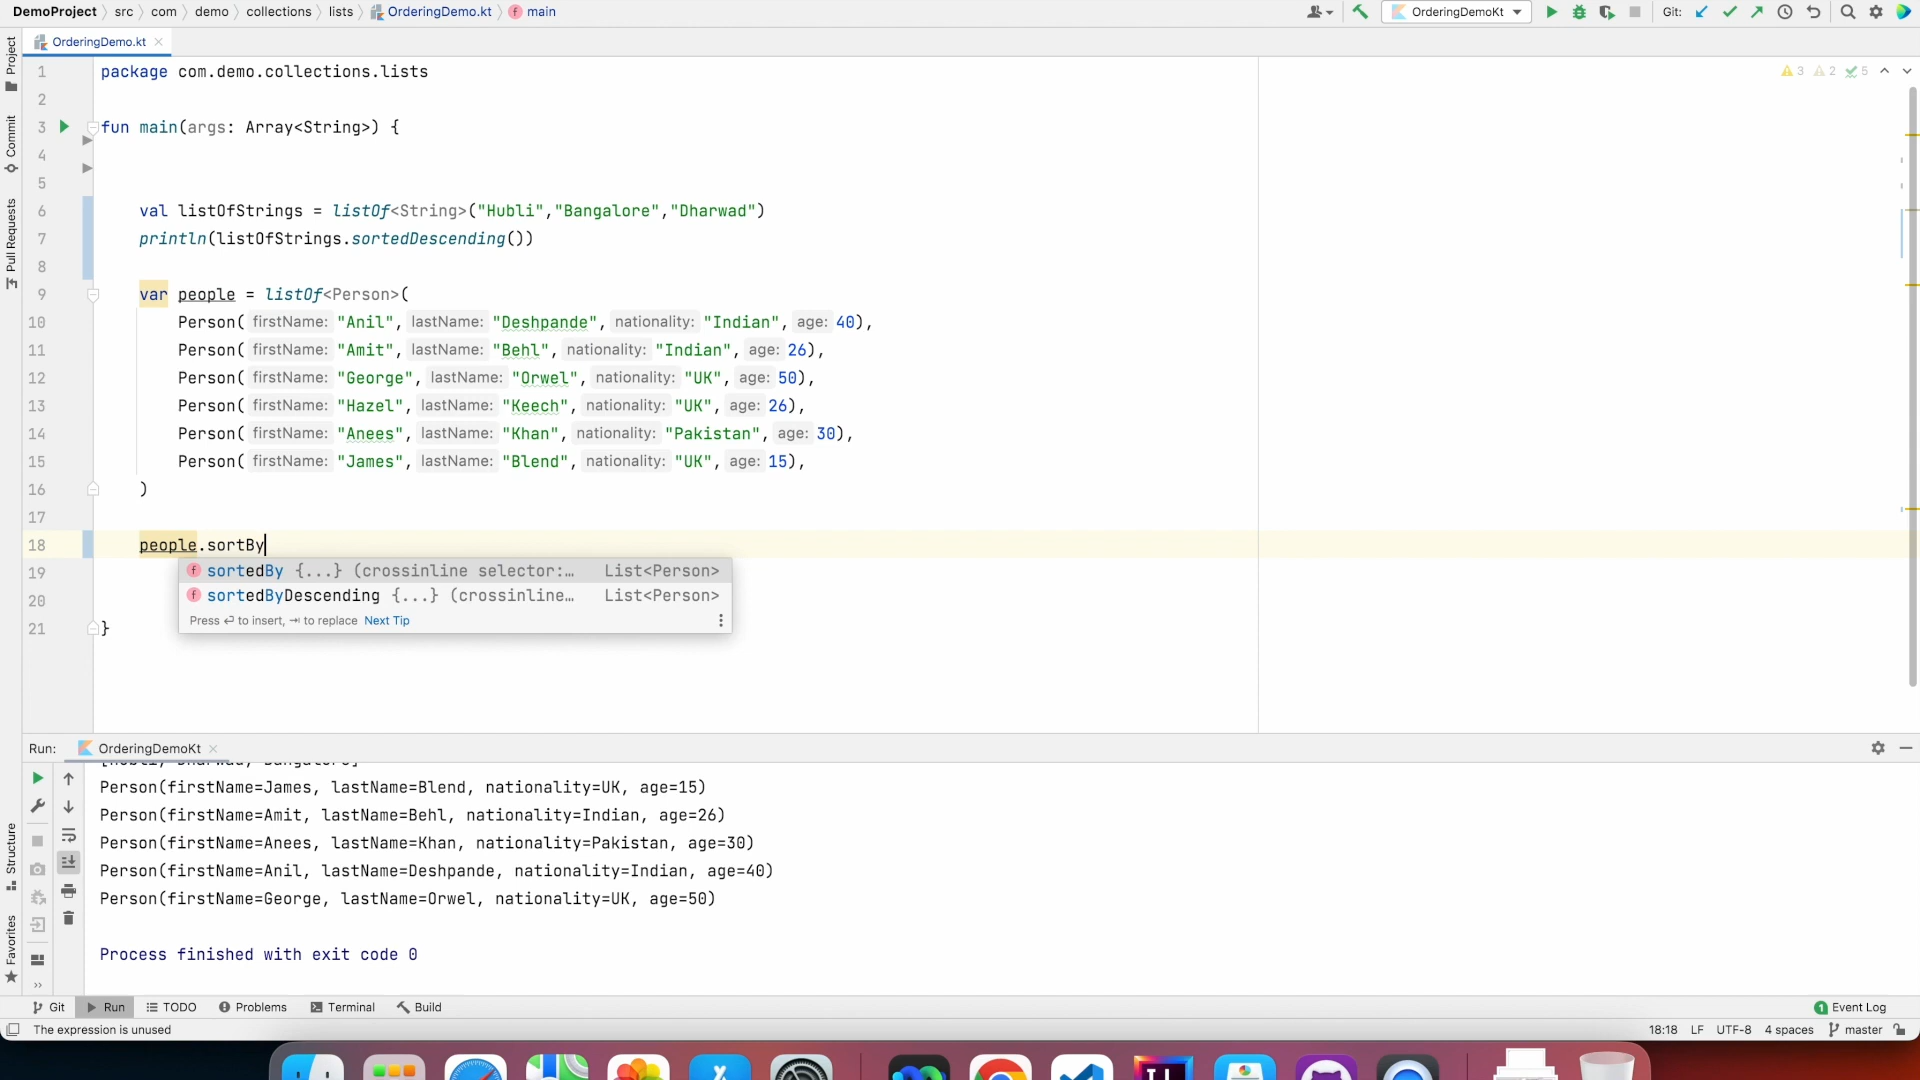 DemoProject src com demo collections lists OrderingDemo.kt main
OrderingDemoKt Git:
OrderingDemo.kt
3 2 5
1 package com.demo.collections.lists
2
3 fun main(args: Array<String>) {
4
5
6 val listOfStrings = listOf<String>("Hubli","Bangalore","Dharwad")
7 println(listOfStrings.sortedDescending())
8
9 var people = listOf<Person>(
10 Person( firstName: "Anil", lastName: "Deshpande", nationality: "Indian", age: 40),
11 Person( firstName: "Amit", lastName: "Behl", nationality: "Indian", age: 26),
12 Person( firstName: "George", lastName: "Orwel", nationality: "UK", age: 50),
13 Person( firstName: "Hazel", lastName: "Keech", nationality: "UK", age: 26),
14 Person( firstName: "Anees", lastName: "Khan", nationality: "Pakistan", age: 30),
15 Person( firstName: "James", lastName: "Blend", nationality: "UK", age: 15),
16 )
17
18 people.sortBy
19
20
21 }
sortedBy {...} (crossinline selector:… List<Person>
sortedByDescending {...} (crossinline… List<Person>
Press ⏎ to insert, ⇥ to replace Next Tip
Project
Commit
Pull Requests
Structure
Favorites
Run: OrderingDemoKt
[Hubli, Dharwad, Bangalore]
Person(firstName=James, lastName=Blend, nationality=UK, age=15)
Person(firstName=Amit, lastName=Behl, nationality=Indian, age=26)
Person(firstName=Anees, lastName=Khan, nationality=Pakistan, age=30)
Person(firstName=Anil, lastName=Deshpande, nationality=Indian, age=40)
Person(firstName=George, lastName=Orwel, nationality=UK, age=50)
Process finished with exit code 0
Git Run TODO Problems Terminal Build 1 Event Log
The expression is unused 18:18 LF UTF-8 4 spaces master